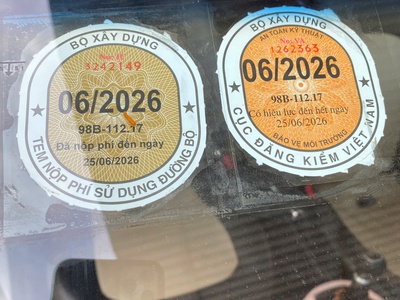 BỘ XÂY DỰNG
3242149
06/2026
98B-112.17
Đã nộp phí đến ngày
25/06/2026
TEM NỘP PHÍ SỬ DỤNG ĐƯỜNG BỘ
BỘ XÂY DỰNG
AN TOÀN KỸ THUẬT
No: VA
1262363
06/2026
98B-112.17
Có hiệu lực đến hết ngày
25/06/2026
BẢO VỆ MÔI TRƯỜNG
CỤC ĐĂNG KIỂM VIỆT NAM